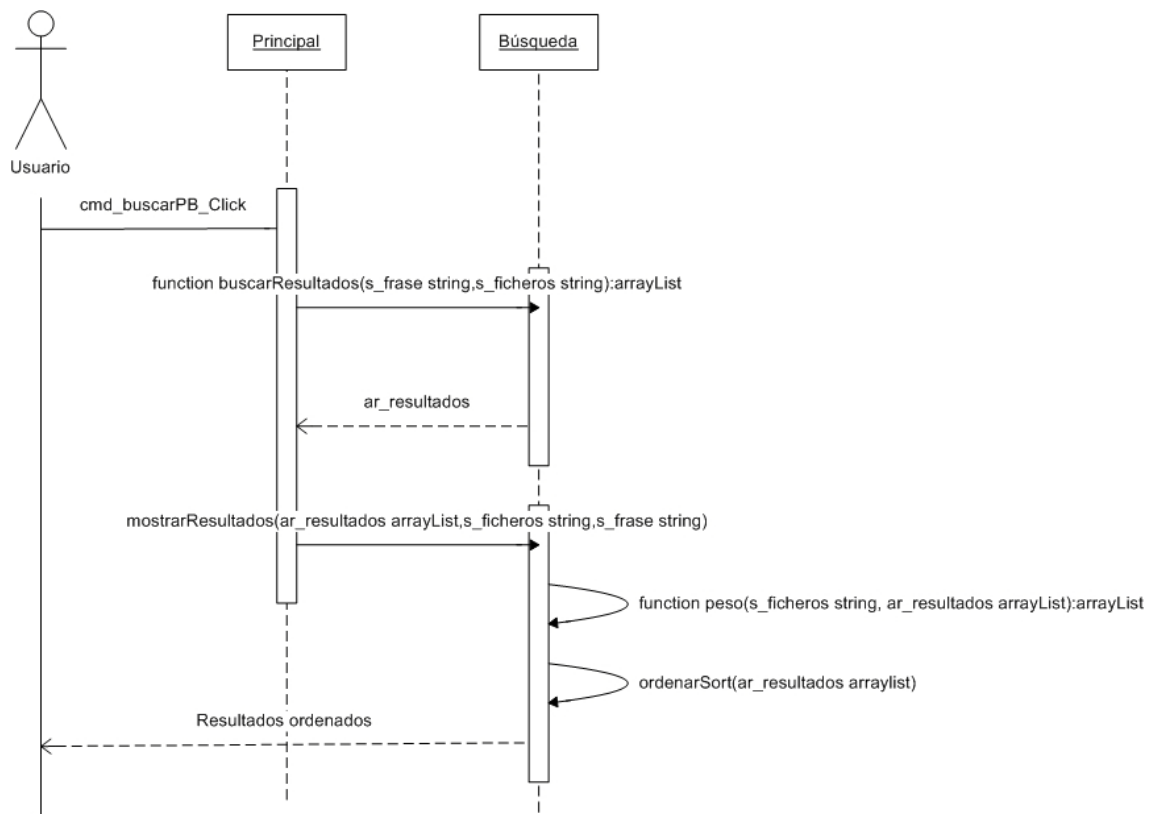 Principal
Búsqueda
Usuario
cmd_buscarPB_Click
function buscarResultados(s_frase string,s_ficheros string):arrayList
ar_resultados
mostrarResultados(ar_resultados arrayList,s_ficheros string,s_frase string)
function peso(s_ficheros string, ar_resultados arrayList):arrayList
ordenarSort(ar_resultados arraylist)
Resultados ordenados